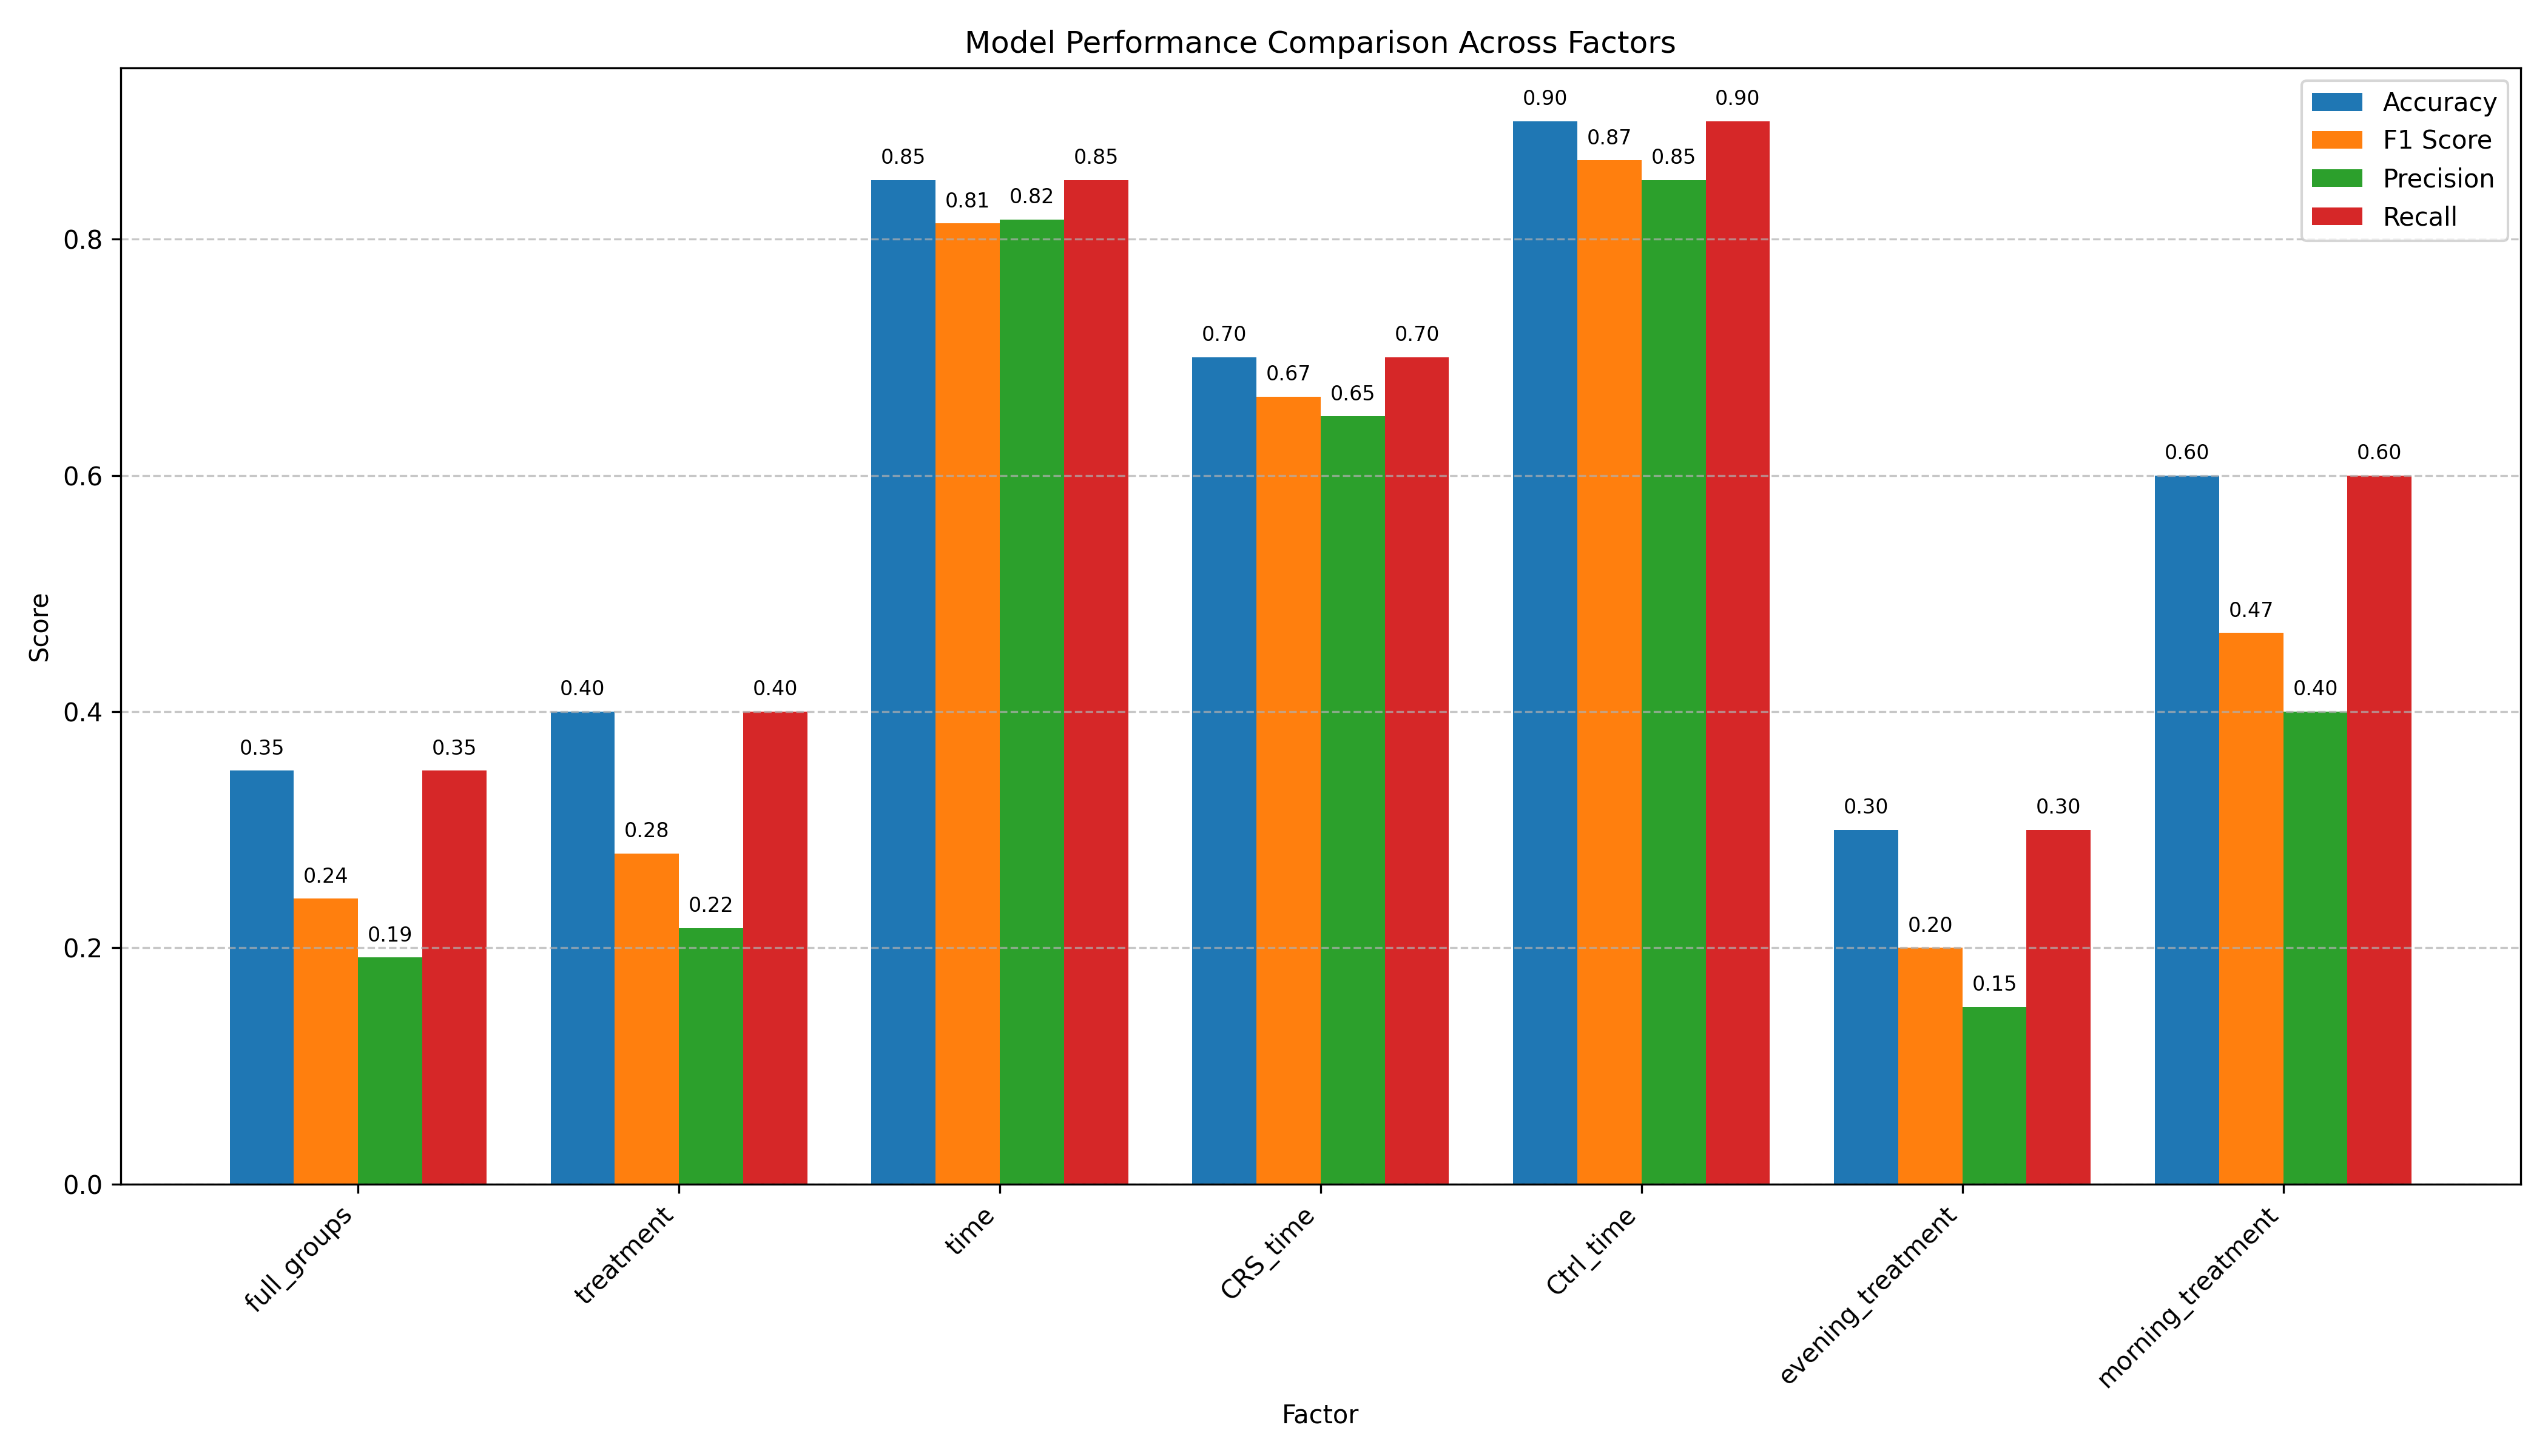 Model Performance Comparison Across Factors
Accuracy
F1 Score
Precision
Recall
Score
0.8
0.6
0.4
0.2
0.0
0.35
0.24
0.19
0.35
0.40
0.28
0.22
0.40
0.85
0.81
0.82
0.85
0.70
0.67
0.65
0.70
0.90
0.87
0.85
0.90
0.30
0.20
0.15
0.30
0.60
0.47
0.40
0.60
full_groups
treatment
time
CRS_time
Ctrl_time
evening_treatment
morning_treatment
Factor